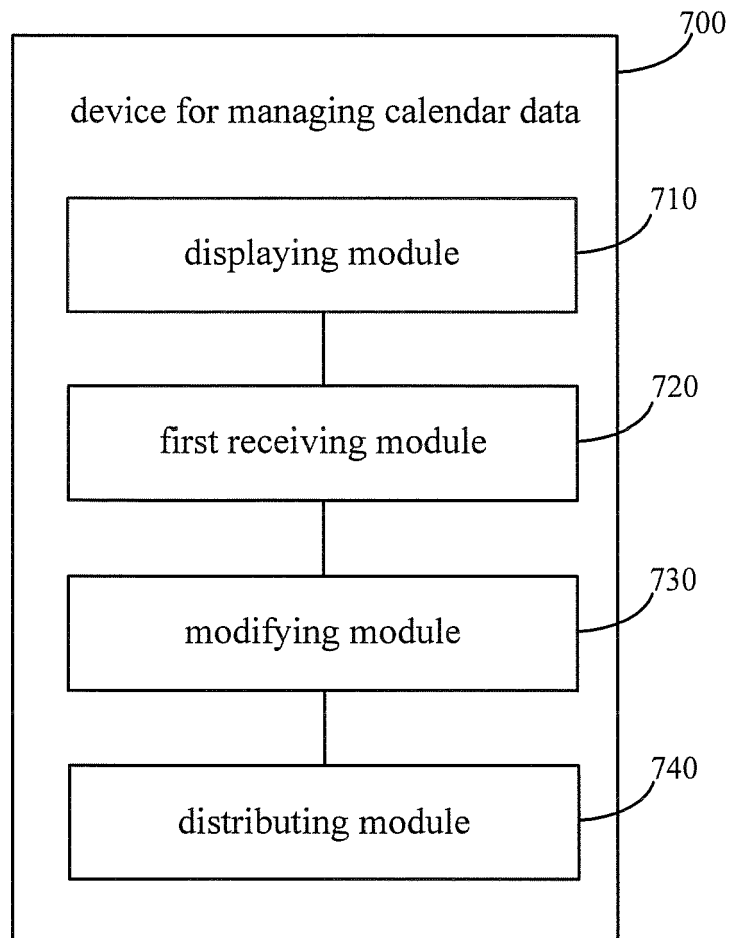 700
device for managing calendar data
710
displaying module
720
first receiving module
730
modifying module
740
distributing module